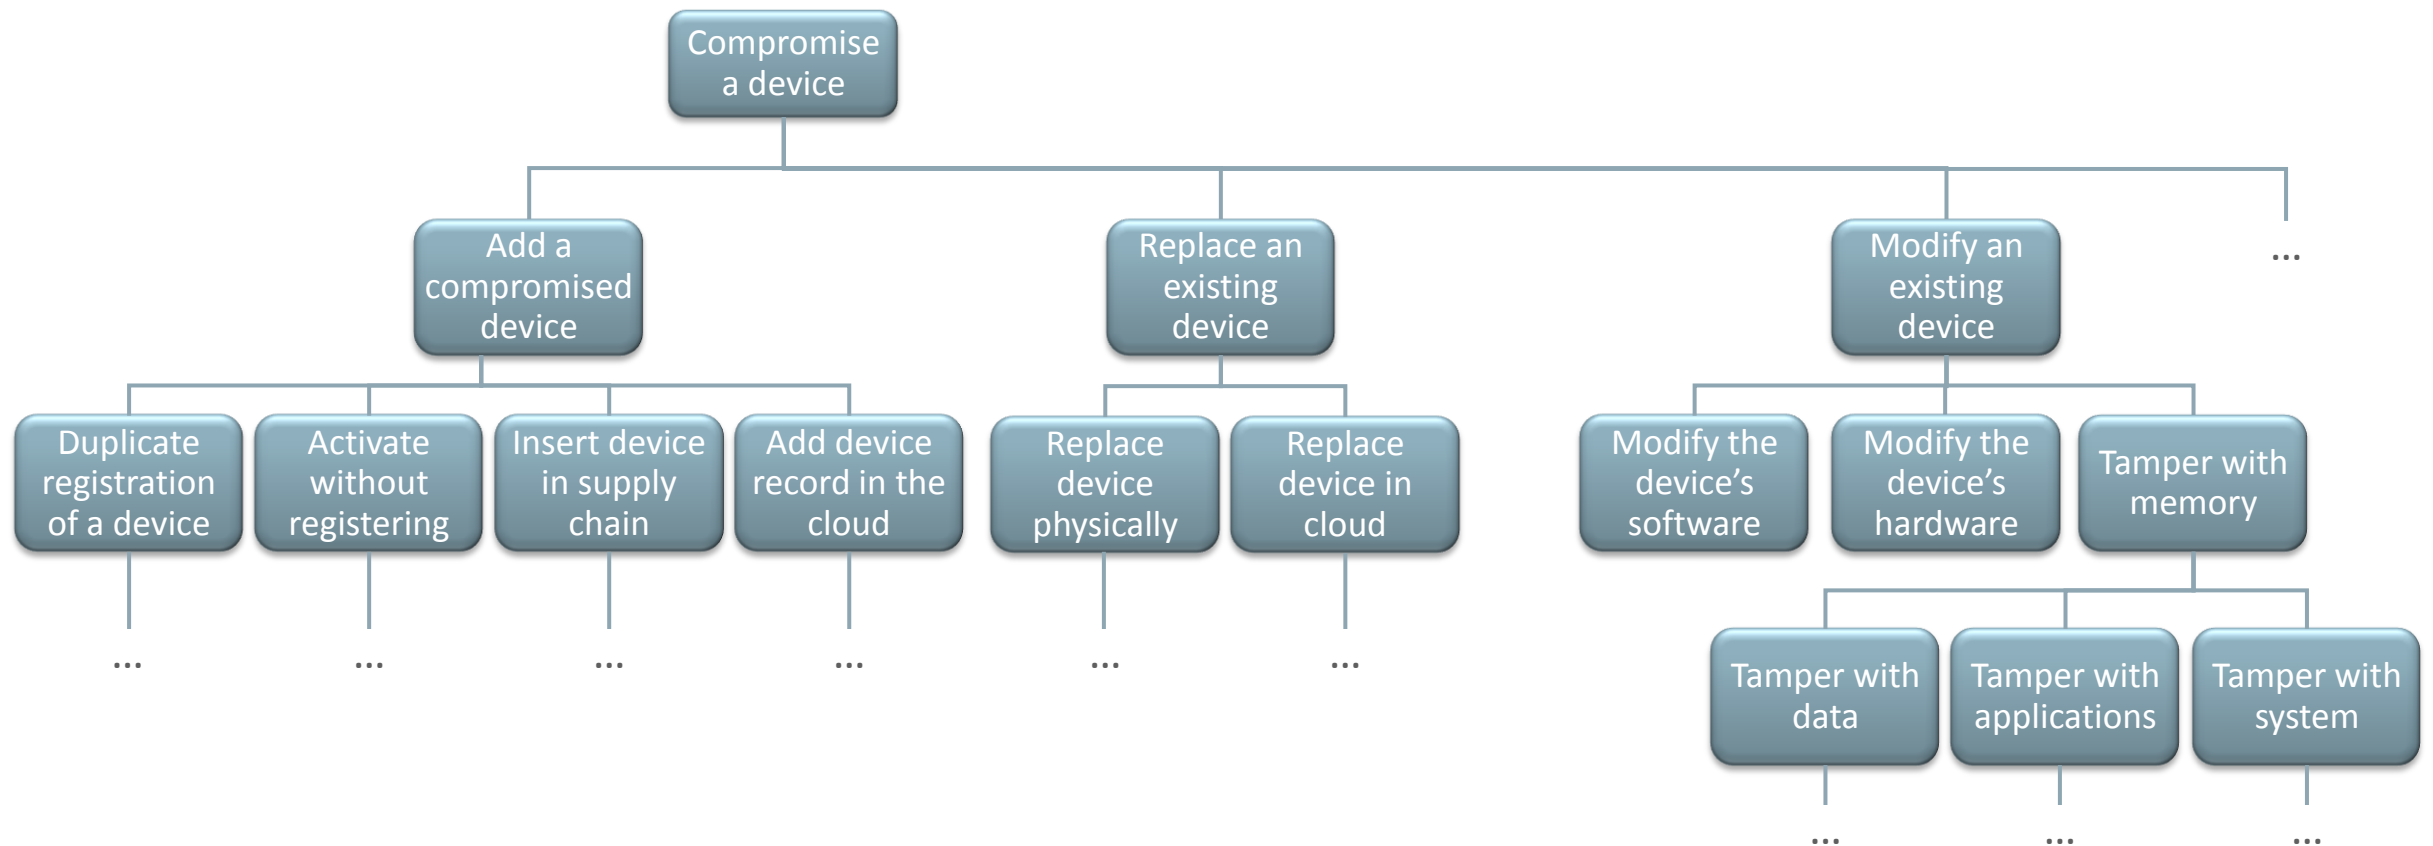 Compromise
a device
Add a
compromised
device
Replace an
existing
device
Modify an
existing
device
...
Duplicate
registration
of a device
Activate
without
registering
Insert device
in supply
chain
Add device
record in the
cloud
Replace
device
physically
Replace
device in
cloud
Modify the
device’s
software
Modify the
device’s
hardware
Tamper with
memory
...
...
...
...
...
...
Tamper with
data
Tamper with
applications
Tamper with
system
...
...
...